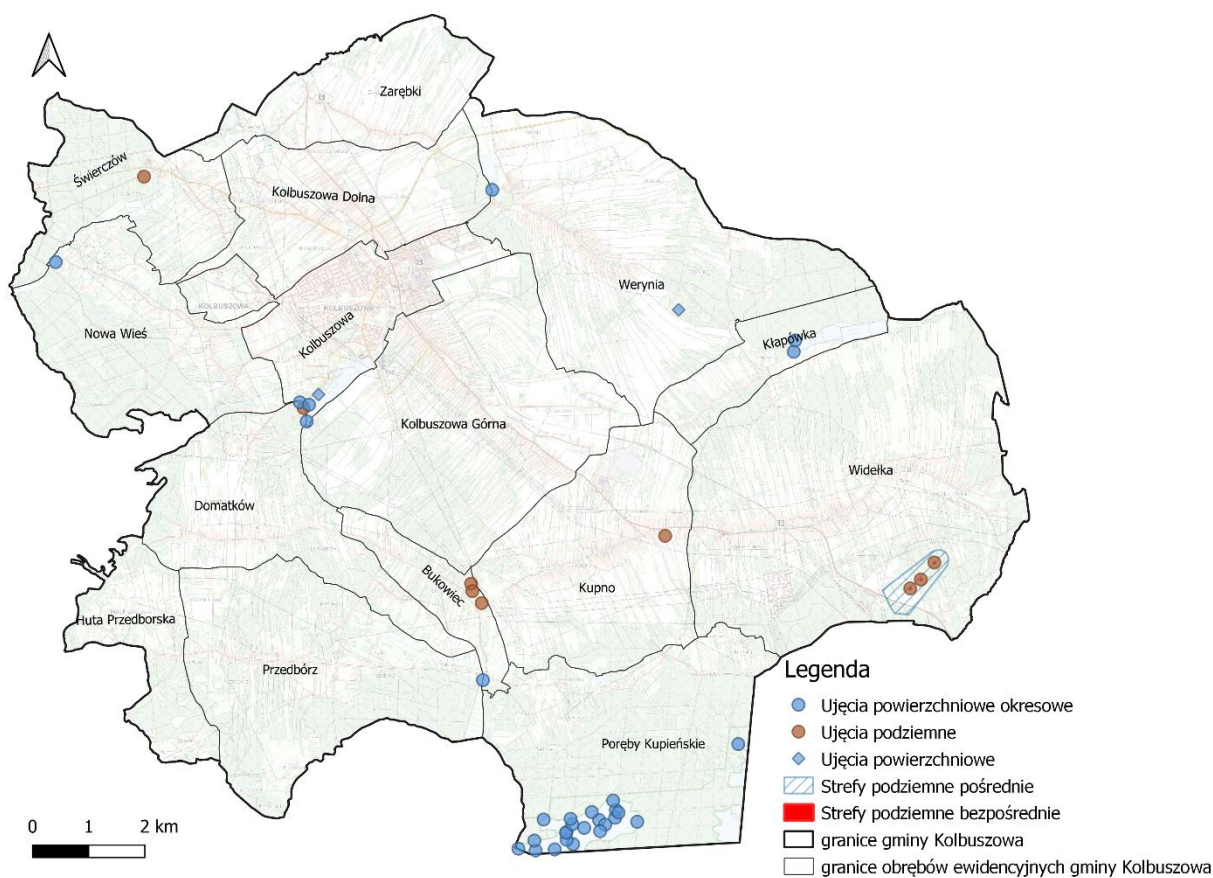 Zarębki
Świerczów
Kolbuszowa Dolna
Werynia
KOLBUSZOWA
KOLBUSZOWA
Nowa Wieś
Kolbuszowa
Kłapówka
Kolbuszowa Górna
Widełka
Domatków
Bukowiec
Kupno
Huta Przedborska
Przedbórz
Poręby Kupieńskie
Legenda
Ujęcia powierzchniowe okresowe
Ujęcia podziemne
Ujęcia powierzchniowe
Strefy podziemne pośrednie
Strefy podziemne bezpośrednie
granice gminy Kolbuszowa
granice obrębów ewidencyjnych gminy Kolbuszowa
0 1 2 km